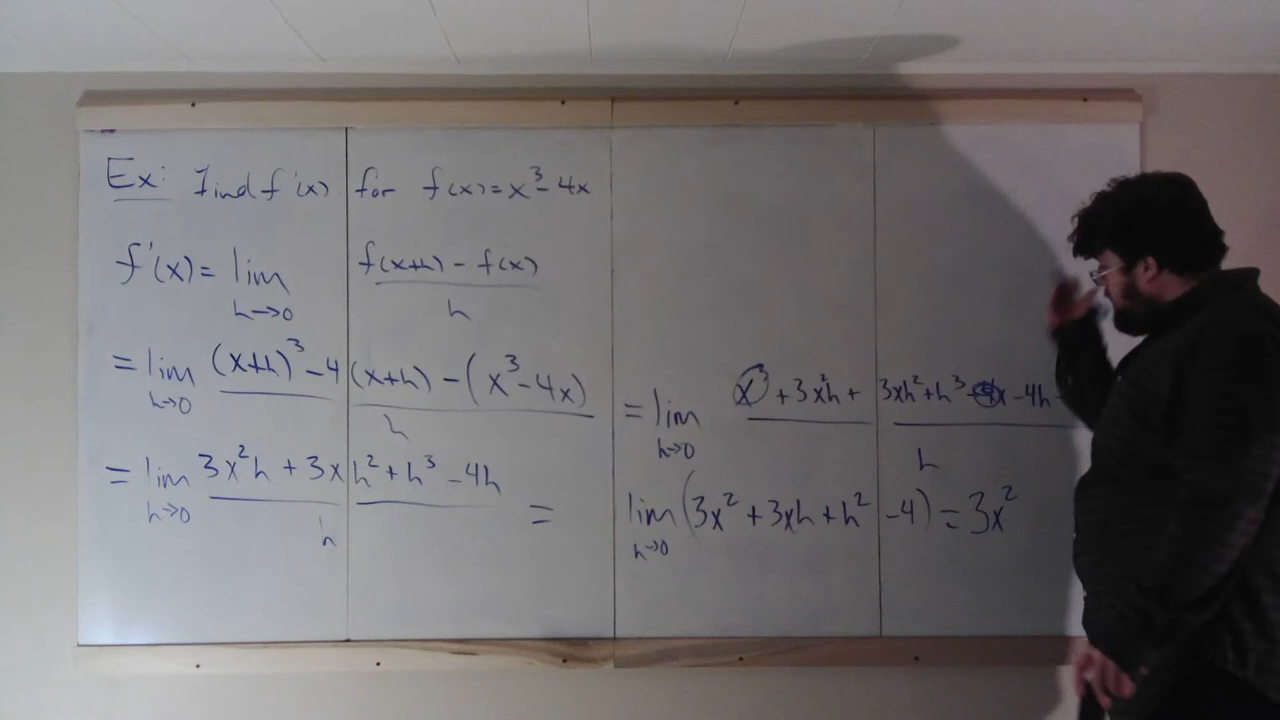 Ex: Find f'(x) for f(x)=x³-4x
f'(x) = lim h→0 f(x+h) - f(x) / h
= lim h→0 (x+h)³ - 4(x+h) - (x³-4x) / h
= lim h→0 x³ + 3x²h + 3xh² + h³ - 4x - 4h - / h
= lim h→0 3x²h + 3xh² + h³ - 4h / h =
lim h→0 (3x² + 3xh + h² - 4) = 3x²